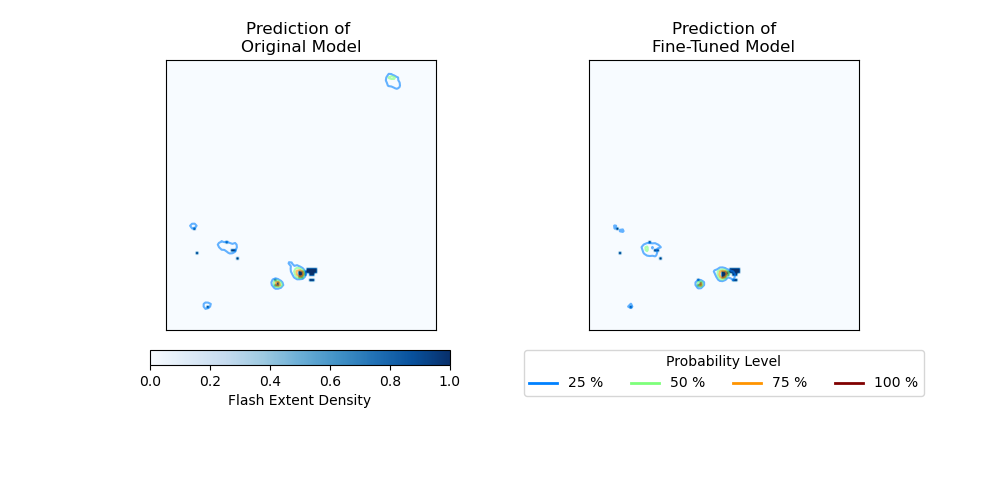 Prediction of
Original Model
Prediction of
Fine-Tuned Model
0.0 0.2 0.4 0.6 0.8 1.0
Flash Extent Density
Probability Level
25 % 50 % 75 % 100 %